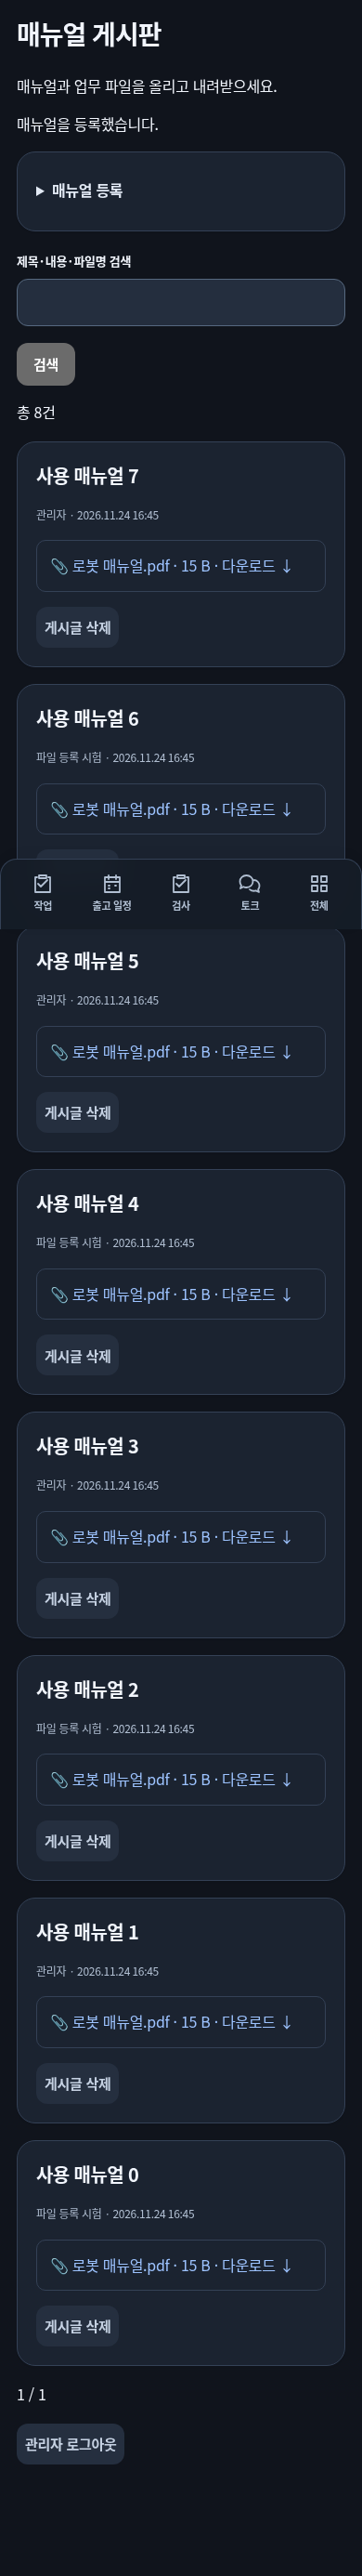 매뉴얼 게시판
매뉴얼과 업무 파일을 올리고 내려받으세요.
매뉴얼을 등록했습니다.
▶ 매뉴얼 등록
제목·내용·파일명 검색
검색
총 8건
사용 매뉴얼 7
관리자 · 2026.11.24 16:45
📎 로봇 매뉴얼.pdf · 15 B · 다운로드 ↓
게시글 삭제
사용 매뉴얼 6
파일 등록 시험 · 2026.11.24 16:45
📎 로봇 매뉴얼.pdf · 15 B · 다운로드 ↓
작업 출고 일정 검사 토크 전체
사용 매뉴얼 5
관리자 · 2026.11.24 16:45
📎 로봇 매뉴얼.pdf · 15 B · 다운로드 ↓
게시글 삭제
사용 매뉴얼 4
파일 등록 시험 · 2026.11.24 16:45
📎 로봇 매뉴얼.pdf · 15 B · 다운로드 ↓
게시글 삭제
사용 매뉴얼 3
관리자 · 2026.11.24 16:45
📎 로봇 매뉴얼.pdf · 15 B · 다운로드 ↓
게시글 삭제
사용 매뉴얼 2
파일 등록 시험 · 2026.11.24 16:45
📎 로봇 매뉴얼.pdf · 15 B · 다운로드 ↓
게시글 삭제
사용 매뉴얼 1
관리자 · 2026.11.24 16:45
📎 로봇 매뉴얼.pdf · 15 B · 다운로드 ↓
게시글 삭제
사용 매뉴얼 0
파일 등록 시험 · 2026.11.24 16:45
📎 로봇 매뉴얼.pdf · 15 B · 다운로드 ↓
게시글 삭제
1 / 1
관리자 로그아웃